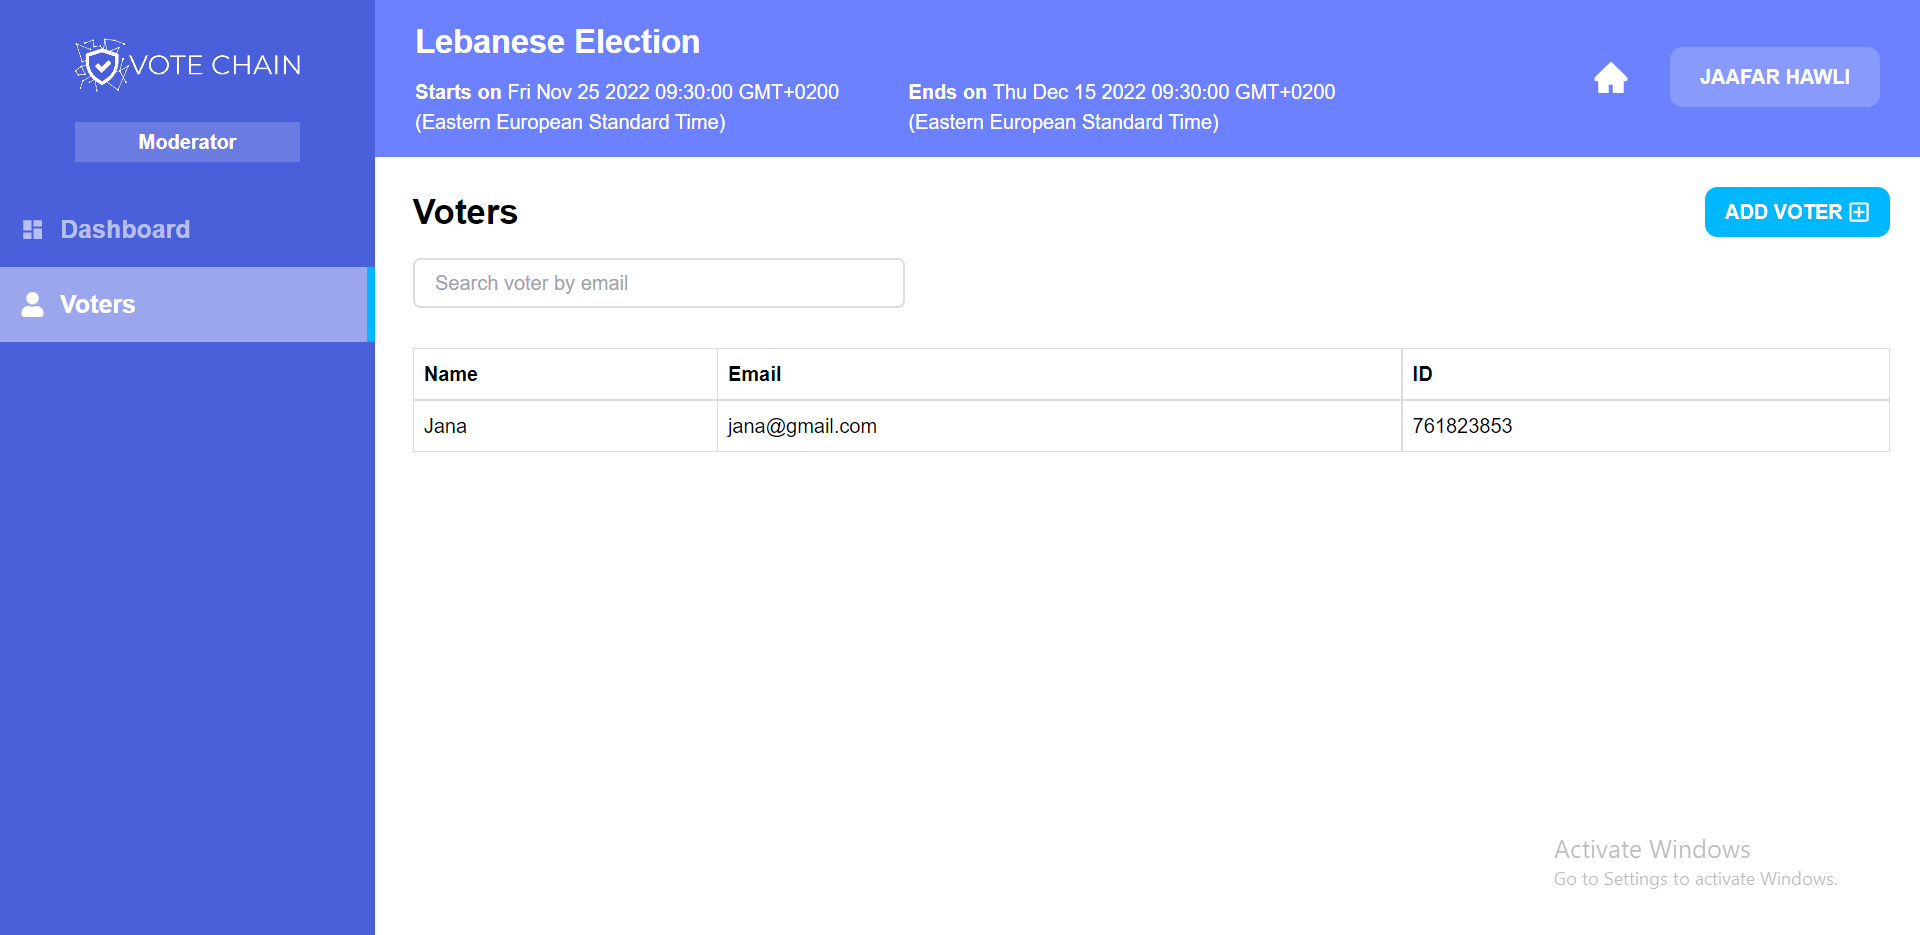 VOTE CHAIN
Moderator
Dashboard
Voters
Lebanese Election
Starts on Fri Nov 25 2022 09:30:00 GMT+0200
(Eastern European Standard Time)
Ends on Thu Dec 15 2022 09:30:00 GMT+0200
(Eastern European Standard Time)
JAAFAR HAWLI
Voters
ADD VOTER
Search voter by email
Name Email ID
Jana jana@gmail.com 761823853
Activate Windows
Go to Settings to activate Windows.